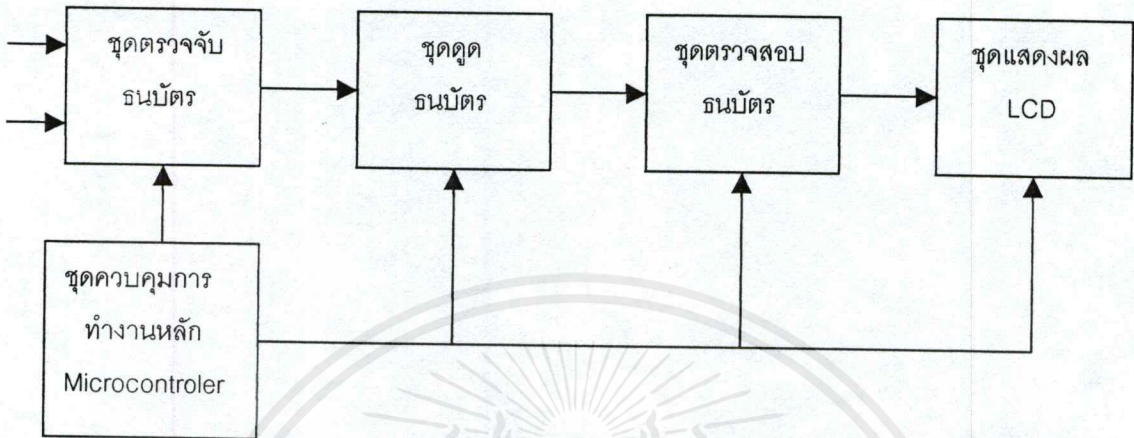 ชุดตรวจจับ
ธนบัตร
ชุดดูด
ธนบัตร
ชุดตรวจสอบ
ธนบัตร
ชุดแสดงผล
LCD
ชุดควบคุมการ
ทำงานหลัก
Microcontroler